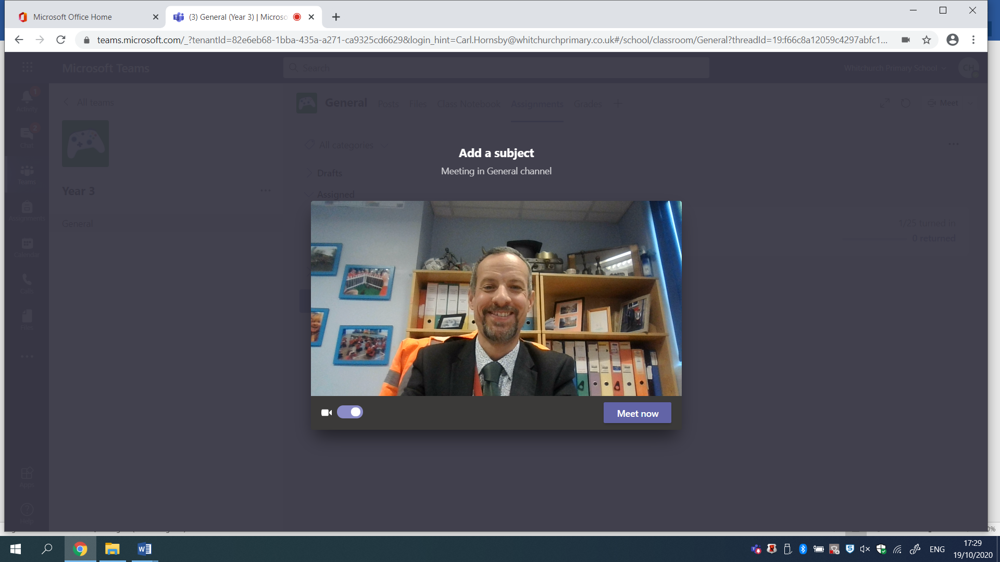 Microsoft Office Home
(3) General (Year 3) | Microso
teams.microsoft.com/_?tenantId=82e6eb68-1bba-435a-a271-ca9325cd6629&login_hint=Carl.Hornsby@whitchurchprimary.co.uk#/school/classroom/General?threadId=19:f66c8a12059c4297abfc1...
Microsoft Teams
Search
Whitchurch Primary School
CH
1
Activity
2
Chat
Teams
Assignments
Calendar
Calls
Files
Apps
Help
All teams
Year 3
General
General
Posts
Files
Class Notebook
Assignments
Grades
Meet
All categories
Drafts
Assigned
1/25 turned in
0 returned
Add a subject
Meeting in General channel
Meet now
0%
ENG
17:29
19/10/2020